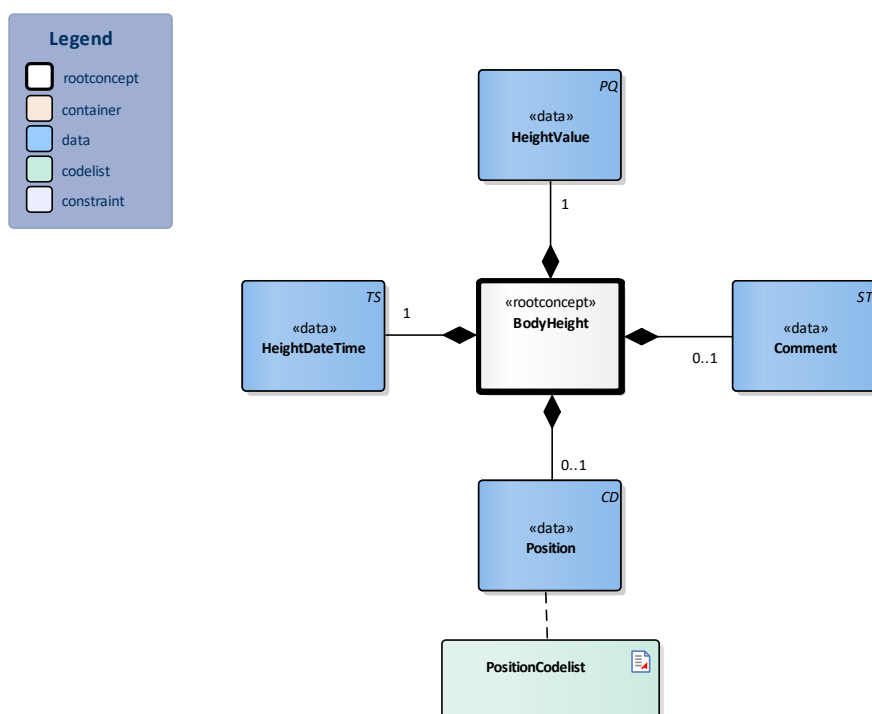 Legend
rootconcept
container
data
codelist
constraint
PQ
«data»
HeightValue
1
TS
«data»
HeightDateTime
1
«rootconcept»
BodyHeight
ST
«data»
Comment
0..1
0..1
CD
«data»
Position
PositionCodelist